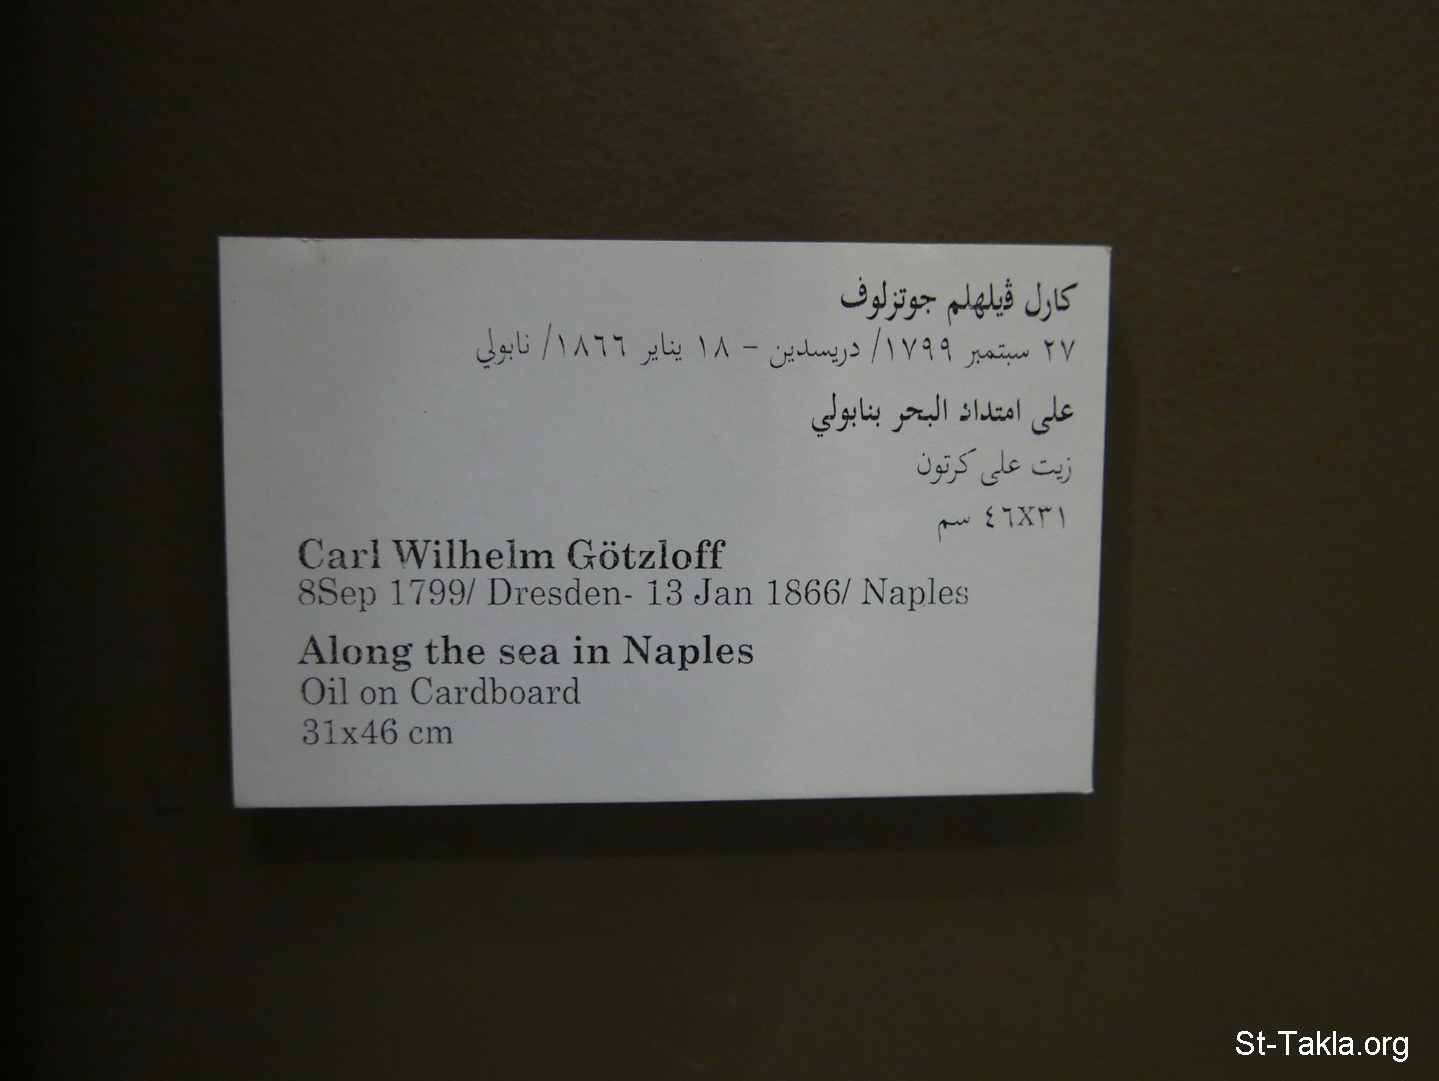 كارل ڤيلهلم جوتزلوف
٢٧ سبتمبر ١٧٩٩/ دريسدين – ١٨ يناير ١٨٦٦/ نابولي
على امتداد البحر بنابولي
زيت على كرتون
٤٦X٣١ سم
Carl Wilhelm Götzloff
8Sep 1799/ Dresden- 13 Jan 1866/ Naples
Along the sea in Naples
Oil on Cardboard
31x46 cm
St-Takla.org